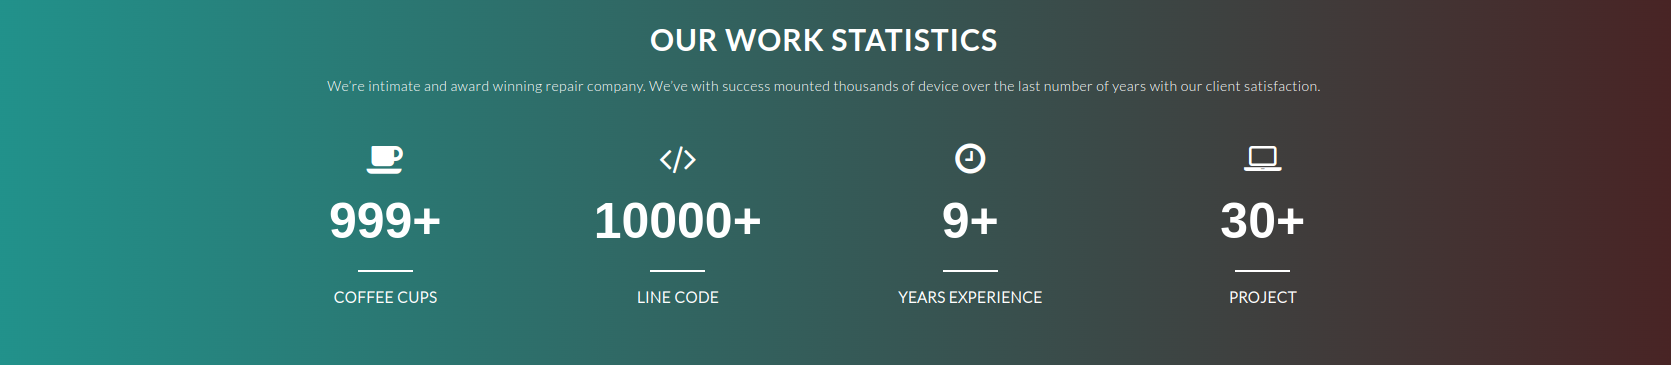 OUR WORK STATISTICS
We're intimate and award winning repair company. We've with success mounted thousands of device over the last number of years with our client satisfaction.
999+ 10000+ 9+ 30+
COFFEE CUPS LINE CODE YEARS EXPERIENCE PROJECT